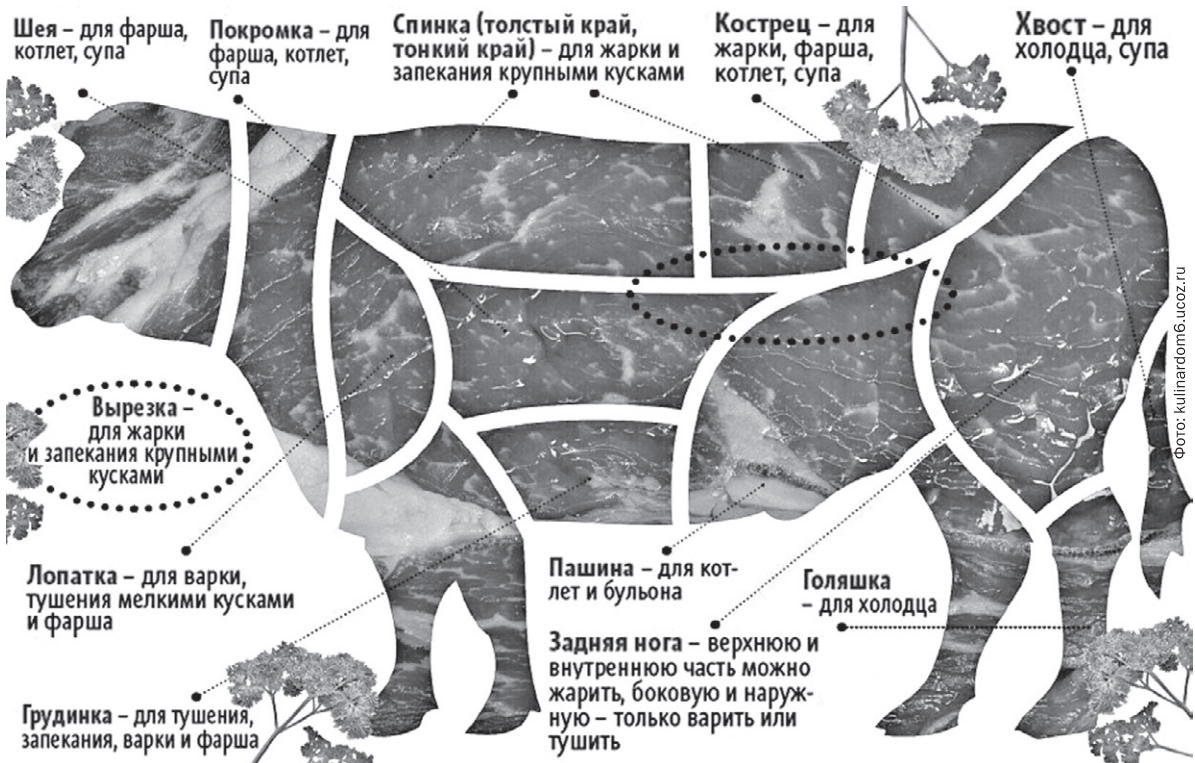 Шея – для фарша,
котлет, супа
Покромка – для
фарша, котлет,
супа
Спинка (толстый край,
тонкий край) – для жарки и
запекания крупными кусками
Кострец – для
жарки, фарша,
котлет, супа
Хвост – для
холодца, супа
Вырезка –
для жарки
и запекания крупными
кусками
Лопатка – для варки,
тушения мелкими кусками
и фарша
Грудинка – для тушения,
запекания, варки и фарша
Пашина – для кот-
лет и бульона
Задняя нога – верхнюю и
внутреннюю часть можно
жарить, боковую и наруж-
ную – только варить или
тушить
Голяшка
– для холодца
Фото: kulinardom6.ucoz.ru